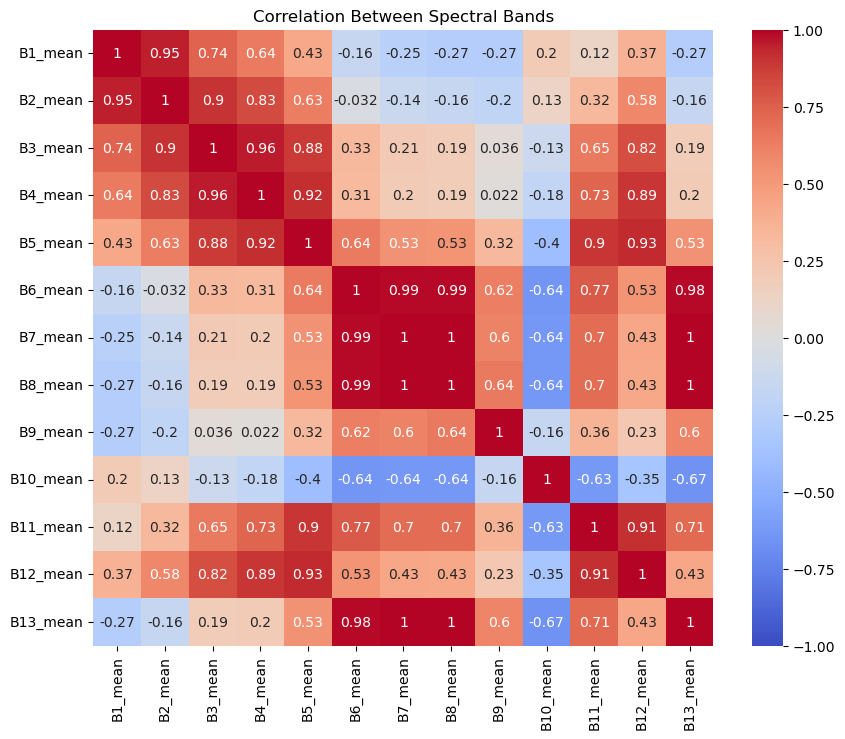 Correlation Between Spectral Bands
B1_mean 1 0.95 0.74 0.64 0.43 -0.16 -0.25 -0.27 -0.27 0.2 0.12 0.37 -0.27
B2_mean 0.95 1 0.9 0.83 0.63 -0.032 -0.14 -0.16 -0.2 0.13 0.32 0.58 -0.16
B3_mean 0.74 0.9 1 0.96 0.88 0.33 0.21 0.19 0.036 -0.13 0.65 0.82 0.19
B4_mean 0.64 0.83 0.96 1 0.92 0.31 0.2 0.19 0.022 -0.18 0.73 0.89 0.2
B5_mean 0.43 0.63 0.88 0.92 1 0.64 0.53 0.53 0.32 -0.4 0.9 0.93 0.53
B6_mean -0.16 -0.032 0.33 0.31 0.64 1 0.99 0.99 0.62 -0.64 0.77 0.53 0.98
B7_mean -0.25 -0.14 0.21 0.2 0.53 0.99 1 1 0.6 -0.64 0.7 0.43 1
B8_mean -0.27 -0.16 0.19 0.19 0.53 0.99 1 1 0.64 -0.64 0.7 0.43 1
B9_mean -0.27 -0.2 0.036 0.022 0.32 0.62 0.6 0.64 1 -0.16 0.36 0.23 0.6
B10_mean 0.2 0.13 -0.13 -0.18 -0.4 -0.64 -0.64 -0.64 -0.16 1 -0.63 -0.35 -0.67
B11_mean 0.12 0.32 0.65 0.73 0.9 0.77 0.7 0.7 0.36 -0.63 1 0.91 0.71
B12_mean 0.37 0.58 0.82 0.89 0.93 0.53 0.43 0.43 0.23 -0.35 0.91 1 0.43
B13_mean -0.27 -0.16 0.19 0.2 0.53 0.98 1 1 0.6 -0.67 0.71 0.43 1
B1_mean B2_mean B3_mean B4_mean B5_mean B6_mean B7_mean B8_mean B9_mean B10_mean B11_mean B12_mean B13_mean
1.00
0.75
0.50
0.25
0.00
-0.25
-0.50
-0.75
-1.00